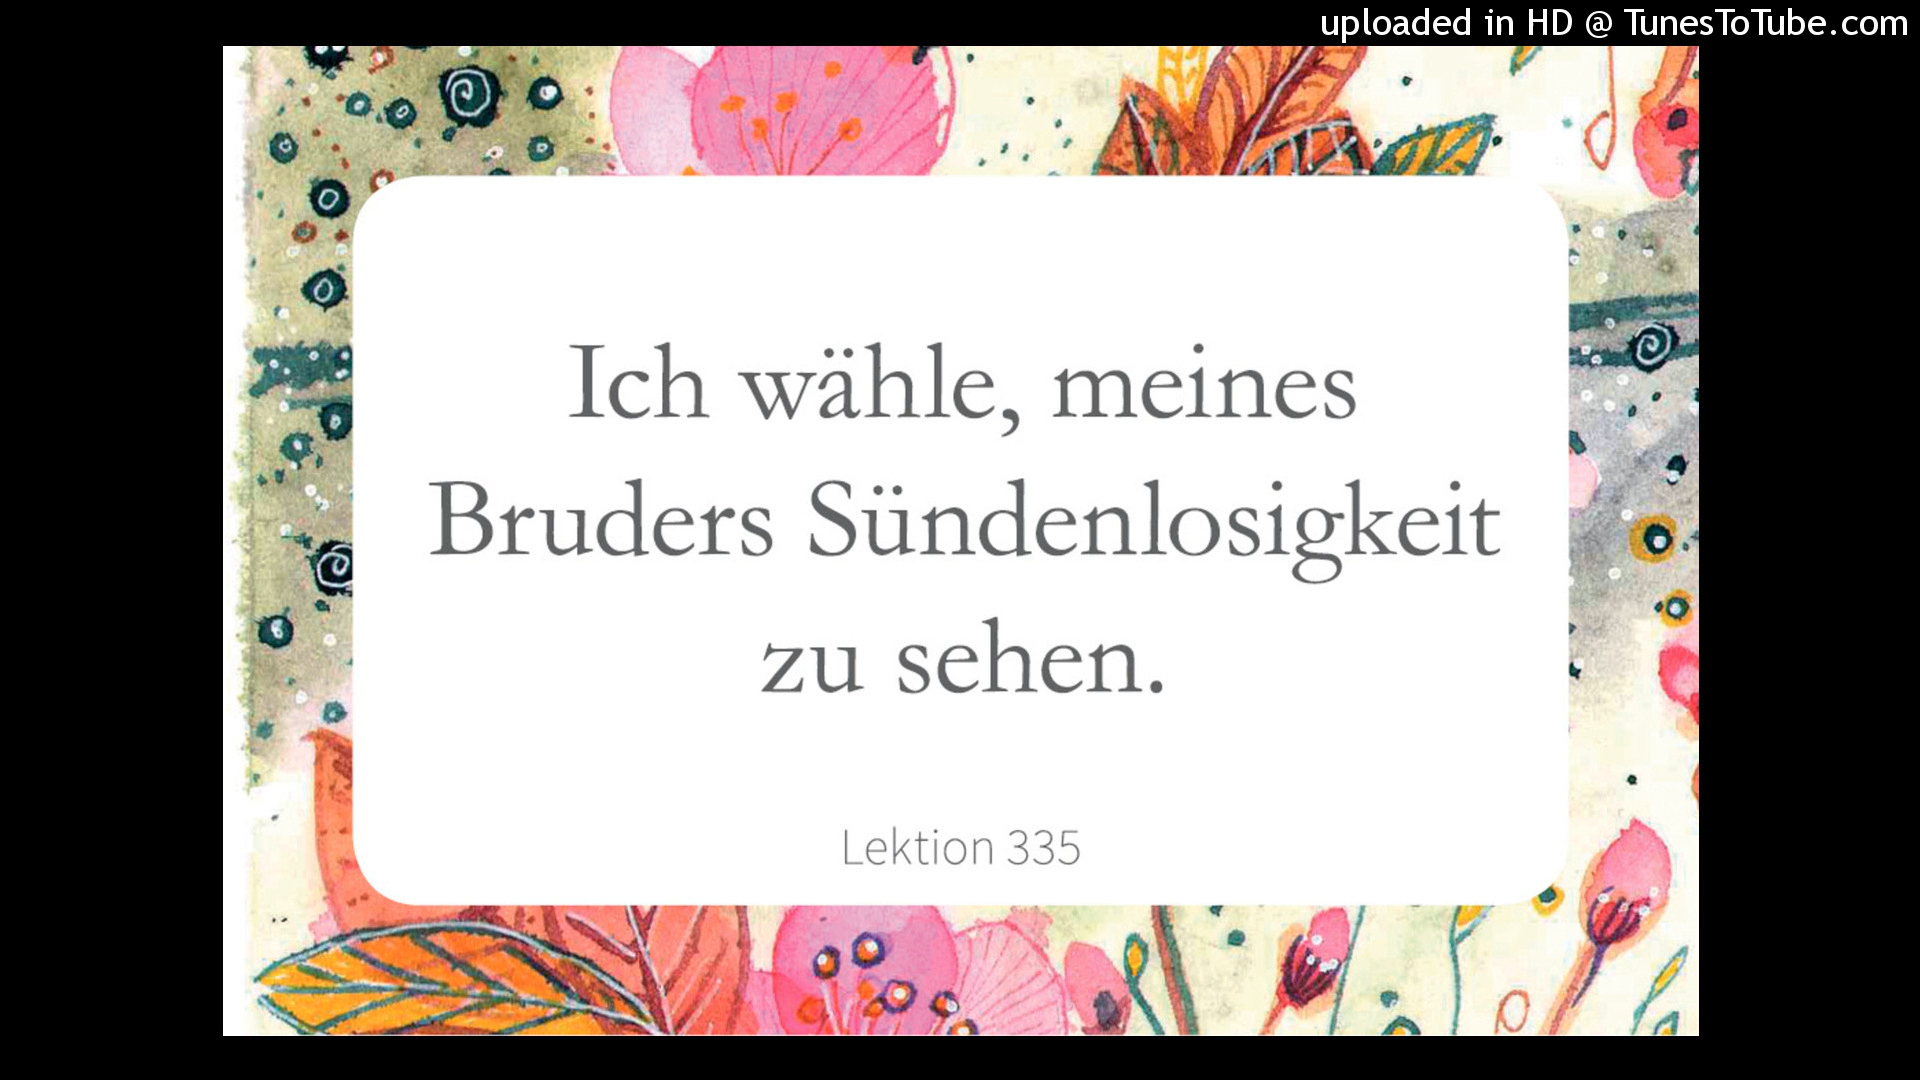 uploaded in HD @ TunesToTube.com
Ich wähle, meines
Bruders Sündenlosigkeit
zu sehen.
Lektion 335